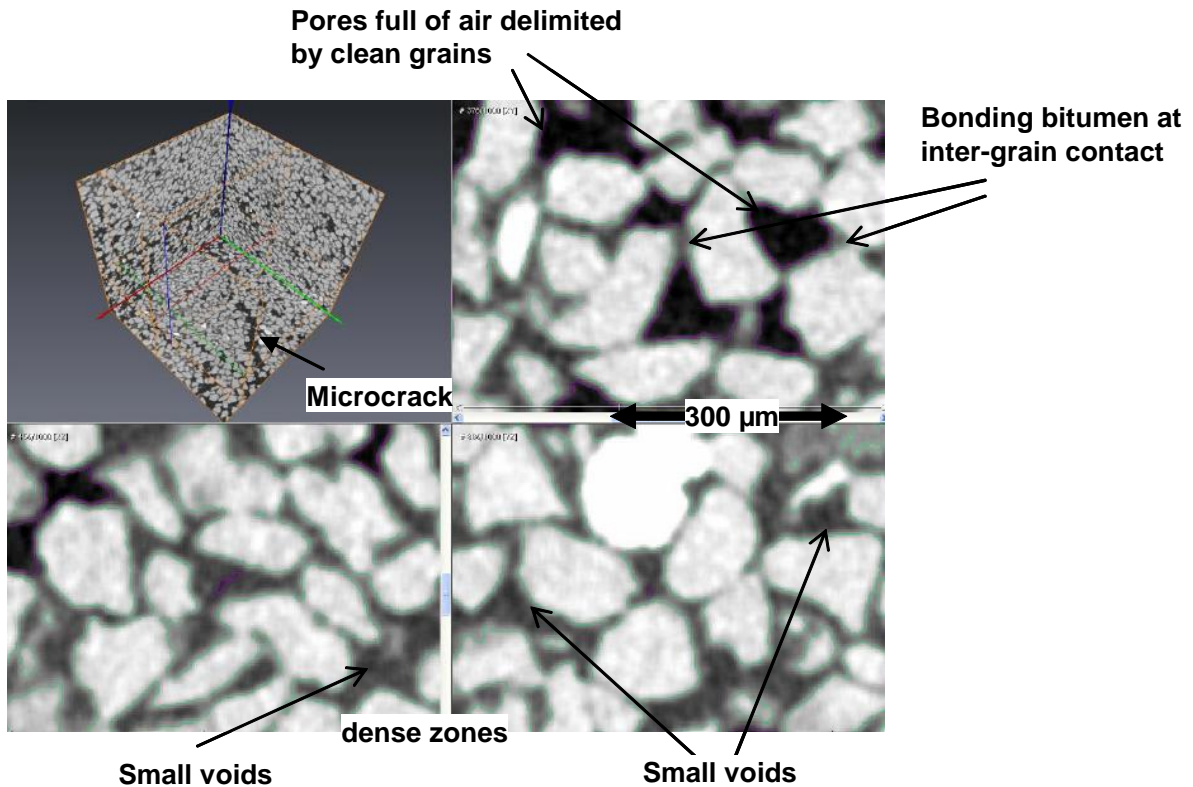 Pores full of air delimited
by clean grains
Bonding bitumen at
inter-grain contact
Microcrack
300 µm
dense zones
Small voids
Small voids